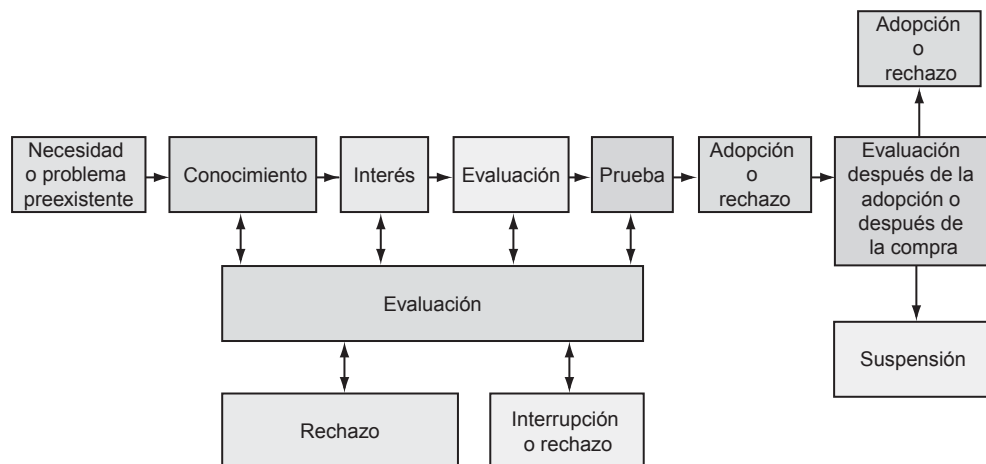 Adopción
o
rechazo
Necesidad
o problema
preexistente
Conocimiento
Interés
Evaluación
Prueba
Adopción
o
rechazo
Evaluación
después de la
adopción o
después de
la compra
Evaluación
Suspensión
Rechazo
Interrupción
o rechazo